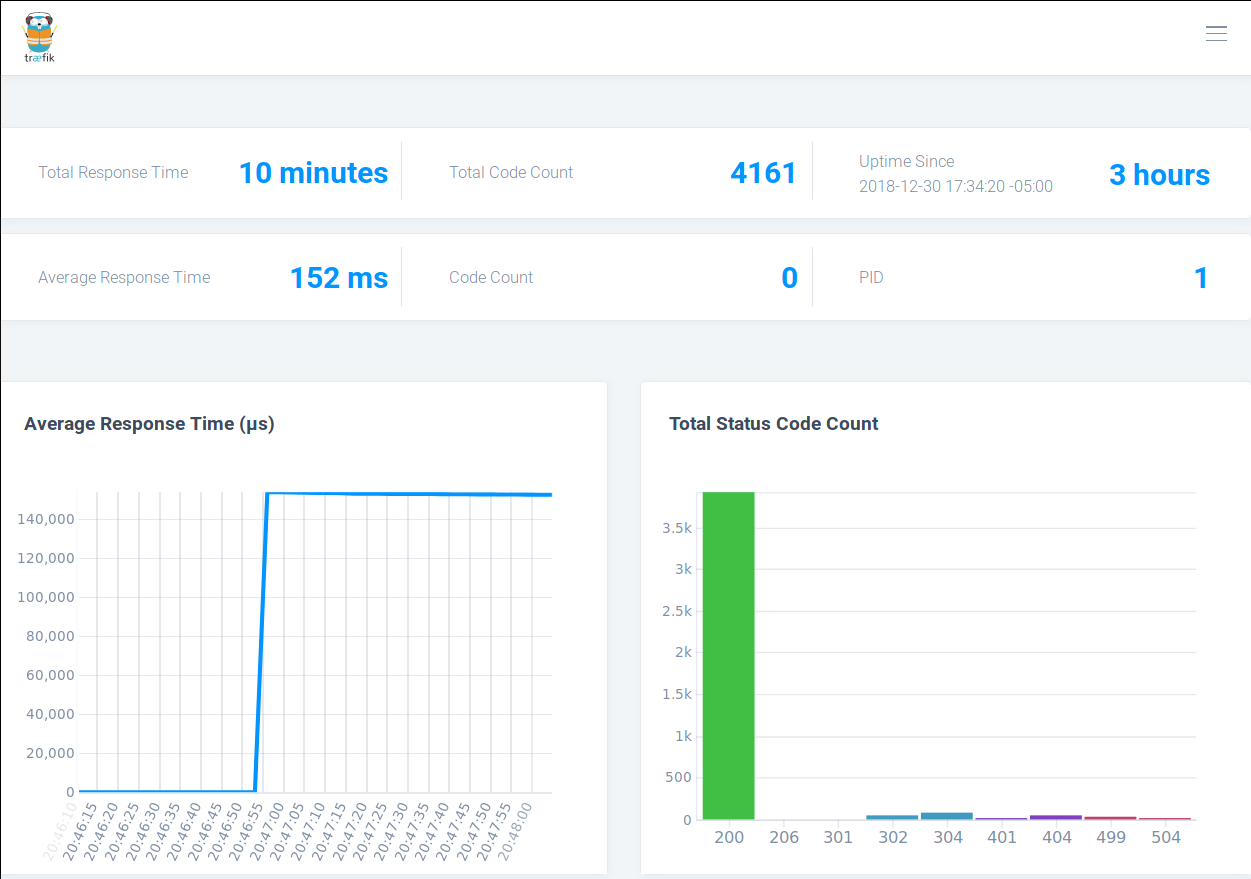 træfik
Total Response Time 10 minutes
Total Code Count 4161
Uptime Since
2018-12-30 17:34:20 -05:00
3 hours
Average Response Time 152 ms
Code Count 0
PID 1
Average Response Time (µs)
140,000
120,000
100,000
80,000
60,000
40,000
20,000
0
20:46:10
20:46:15
20:46:20
20:46:25
20:46:30
20:46:35
20:46:40
20:46:45
20:46:50
20:46:55
20:47:00
20:47:05
20:47:10
20:47:15
20:47:20
20:47:25
20:47:30
20:47:35
20:47:40
20:47:45
20:47:50
20:47:55
20:48:00
Total Status Code Count
3.5k
3k
2.5k
2k
1.5k
1k
500
0
200 206 301 302 304 401 404 499 504